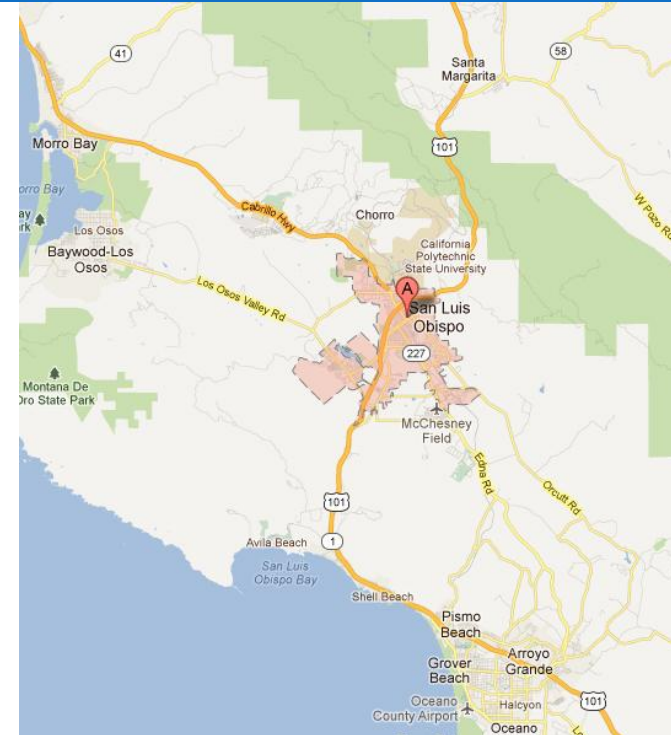 41
58
Santa
Margarita
101
Morro Bay
Morro Bay
Cabrillo Hwy
Chorro
W Pozo Rd
Los Osos
Baywood-Los
Osos
California
Polytechnic
State University
Los Osos Valley Rd
A
San Luis
Obispo
227
Montana De
Oro State Park
McChesney
Field
Edna Rd
Orcutt Rd
101
1
Avila Beach
San Luis
Obispo Bay
Shell Beach
Pismo
Beach
Arroyo
Grande
Grover
Beach
101
Halcyon
Oceano
County Airport
Oceano